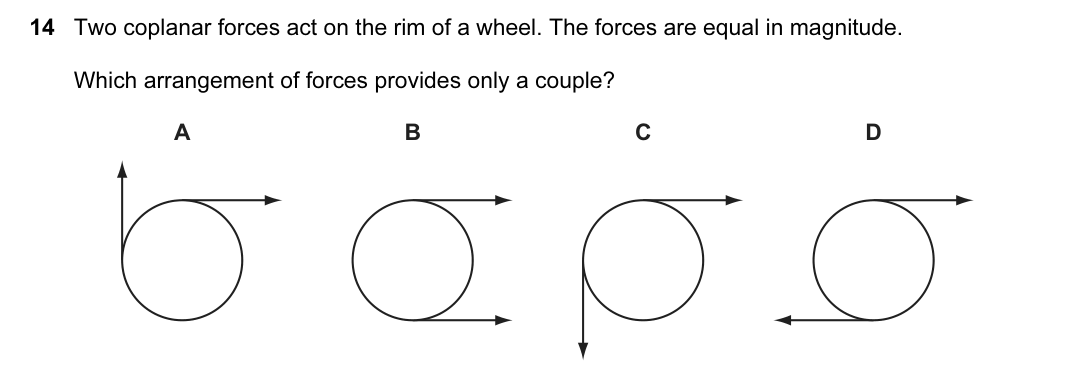 14 Two coplanar forces act on the rim of a wheel. The forces are equal in magnitude.
Which arrangement of forces provides only a couple?
A B C D